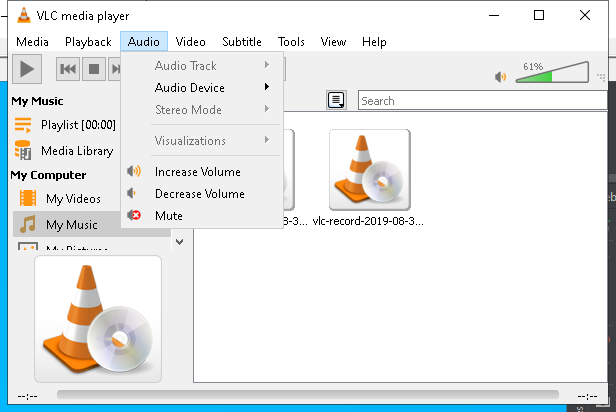 VLC media player
Media Playback Audio Video Subtitle Tools View Help
61%
Audio Track
Audio Device
Stereo Mode
Visualizations
Increase Volume
Decrease Volume
Mute
Search
My Music
Playlist [00:00]
Media Library
My Computer
My Videos
My Music
My Pictures
08-3...
vlc-record-2019-08-3...
--:--
--:--